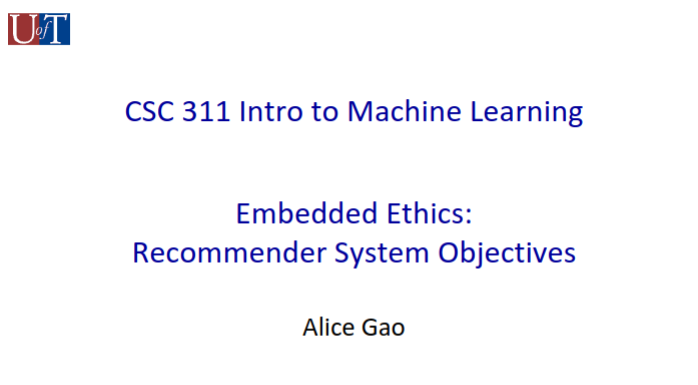 UofT
CSC 311 Intro to Machine Learning
Embedded Ethics:
Recommender System Objectives
Alice Gao